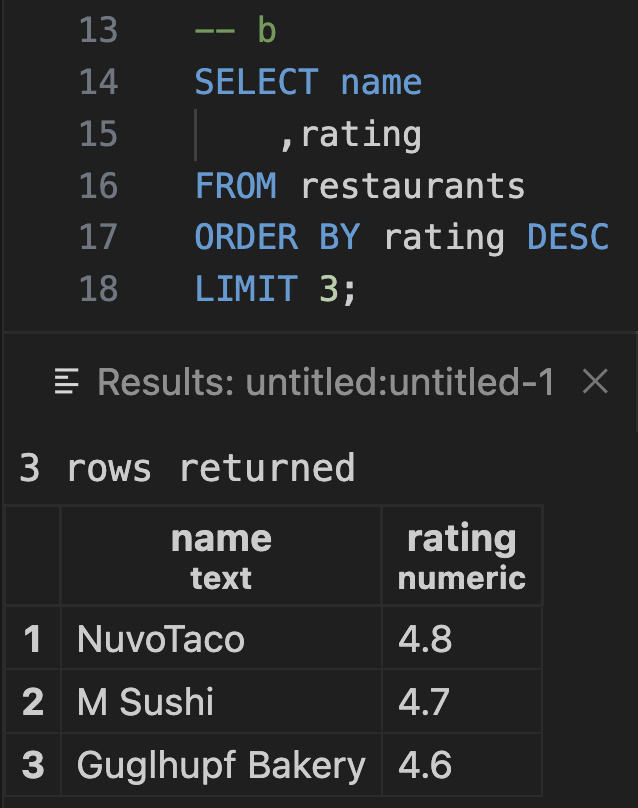 13 -- b
14 SELECT name
15 ,rating
16 FROM restaurants
17 ORDER BY rating DESC
18 LIMIT 3;
Results: untitled:untitled-1
3 rows returned
name rating
text numeric
1 NuvoTaco 4.8
2 M Sushi 4.7
3 Guglhupf Bakery 4.6